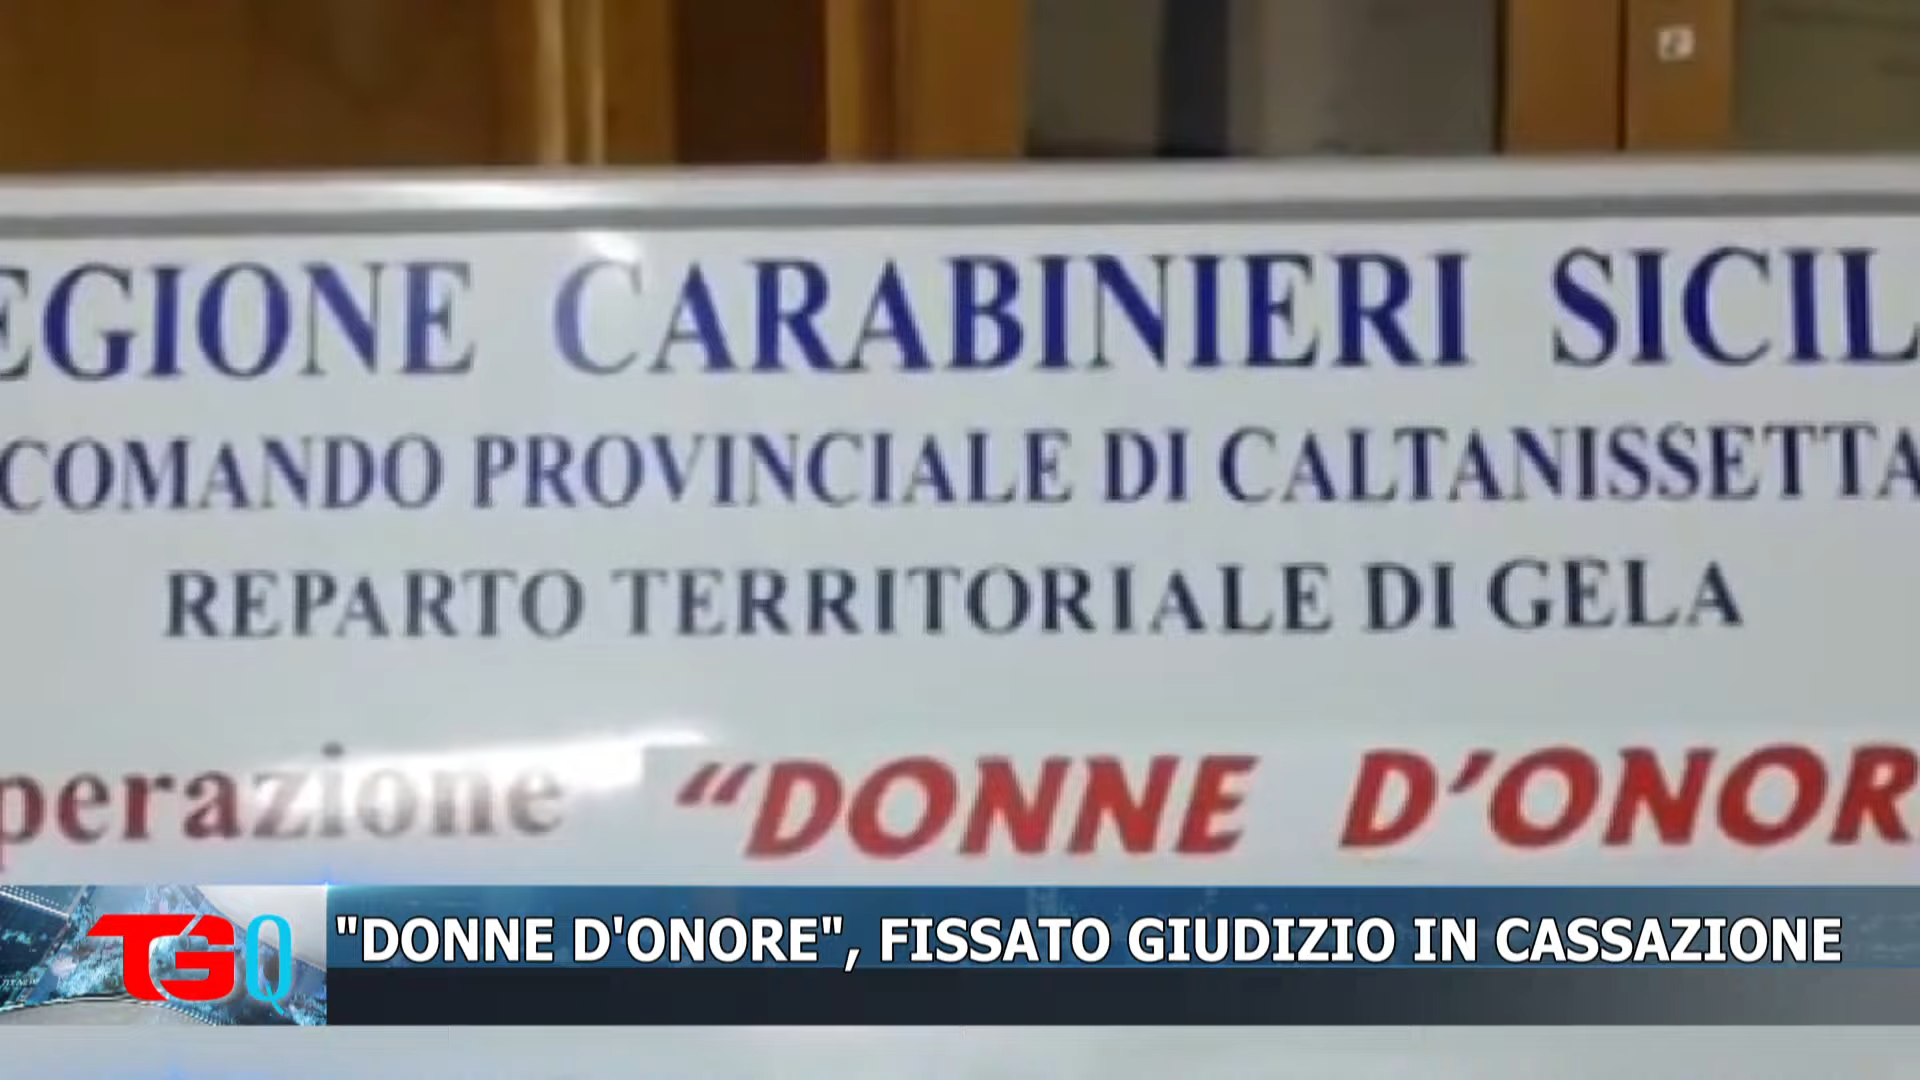 EGIONE CARABINIERI SICIL
COMANDO PROVINCIALE DI CALTANISSETTA
REPARTO TERRITORIALE DI GELA
perazione “DONNE D’ONOR
TGQ
"DONNE D'ONORE", FISSATO GIUDIZIO IN CASSAZIONE